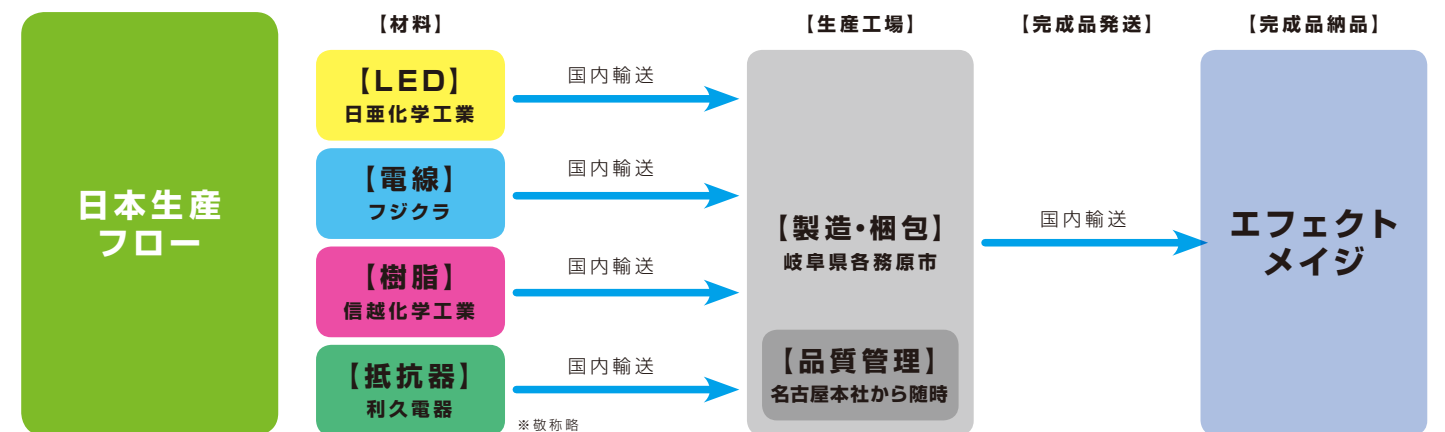 日本生産
フロー
【材料】
【LED】
日亜化学工業
国内輸送
【電線】
フジクラ
国内輸送
【樹脂】
信越化学工業
国内輸送
【抵抗器】
利久電器
国内輸送
※敬称略
【生産工場】
【製造・梱包】
岐阜県各務原市
【品質管理】
名古屋本社から随時
【完成品発送】
国内輸送
【完成品納品】
エフェクト
メイジ